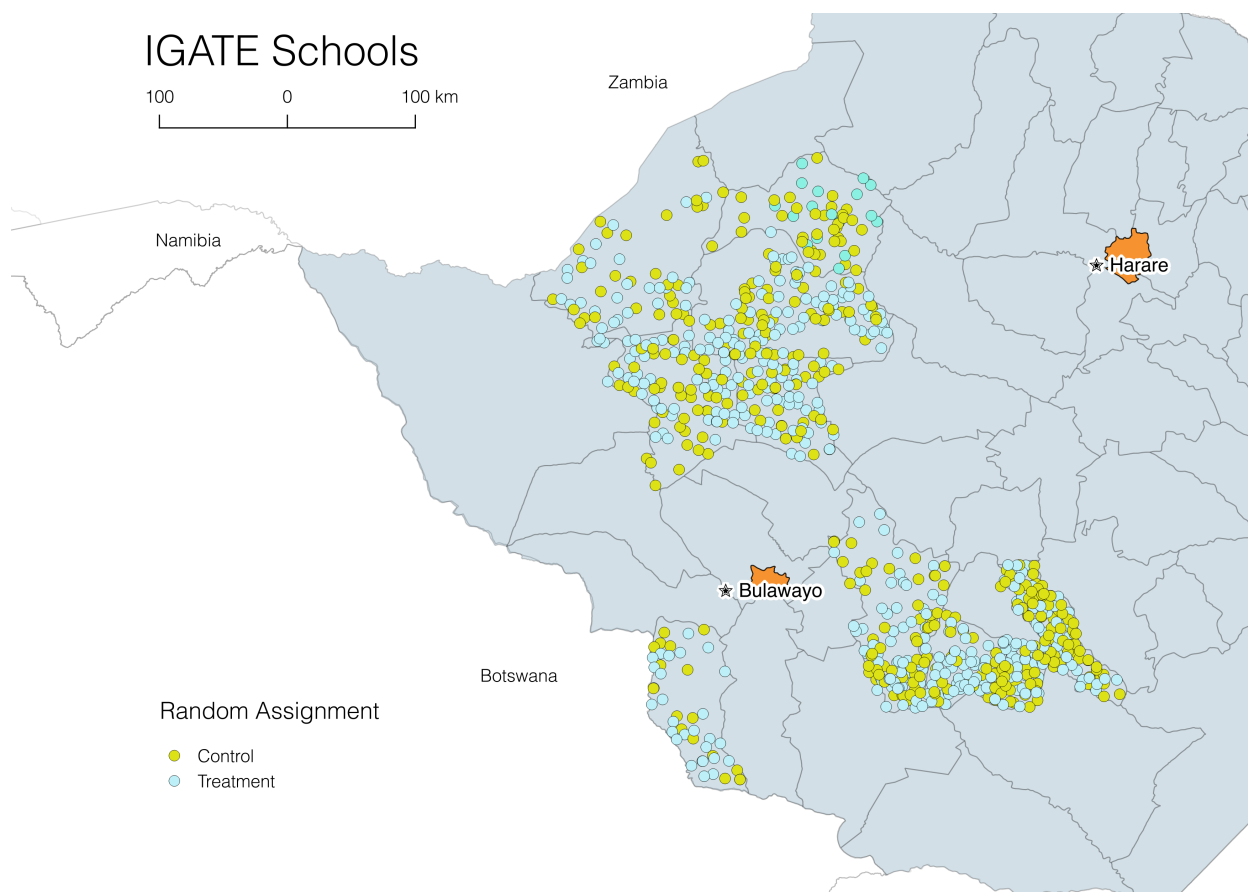 IGATE Schools
100 0 100 km
Zambia
Namibia
Harare
Bulawayo
Botswana
Random Assignment
Control
Treatment